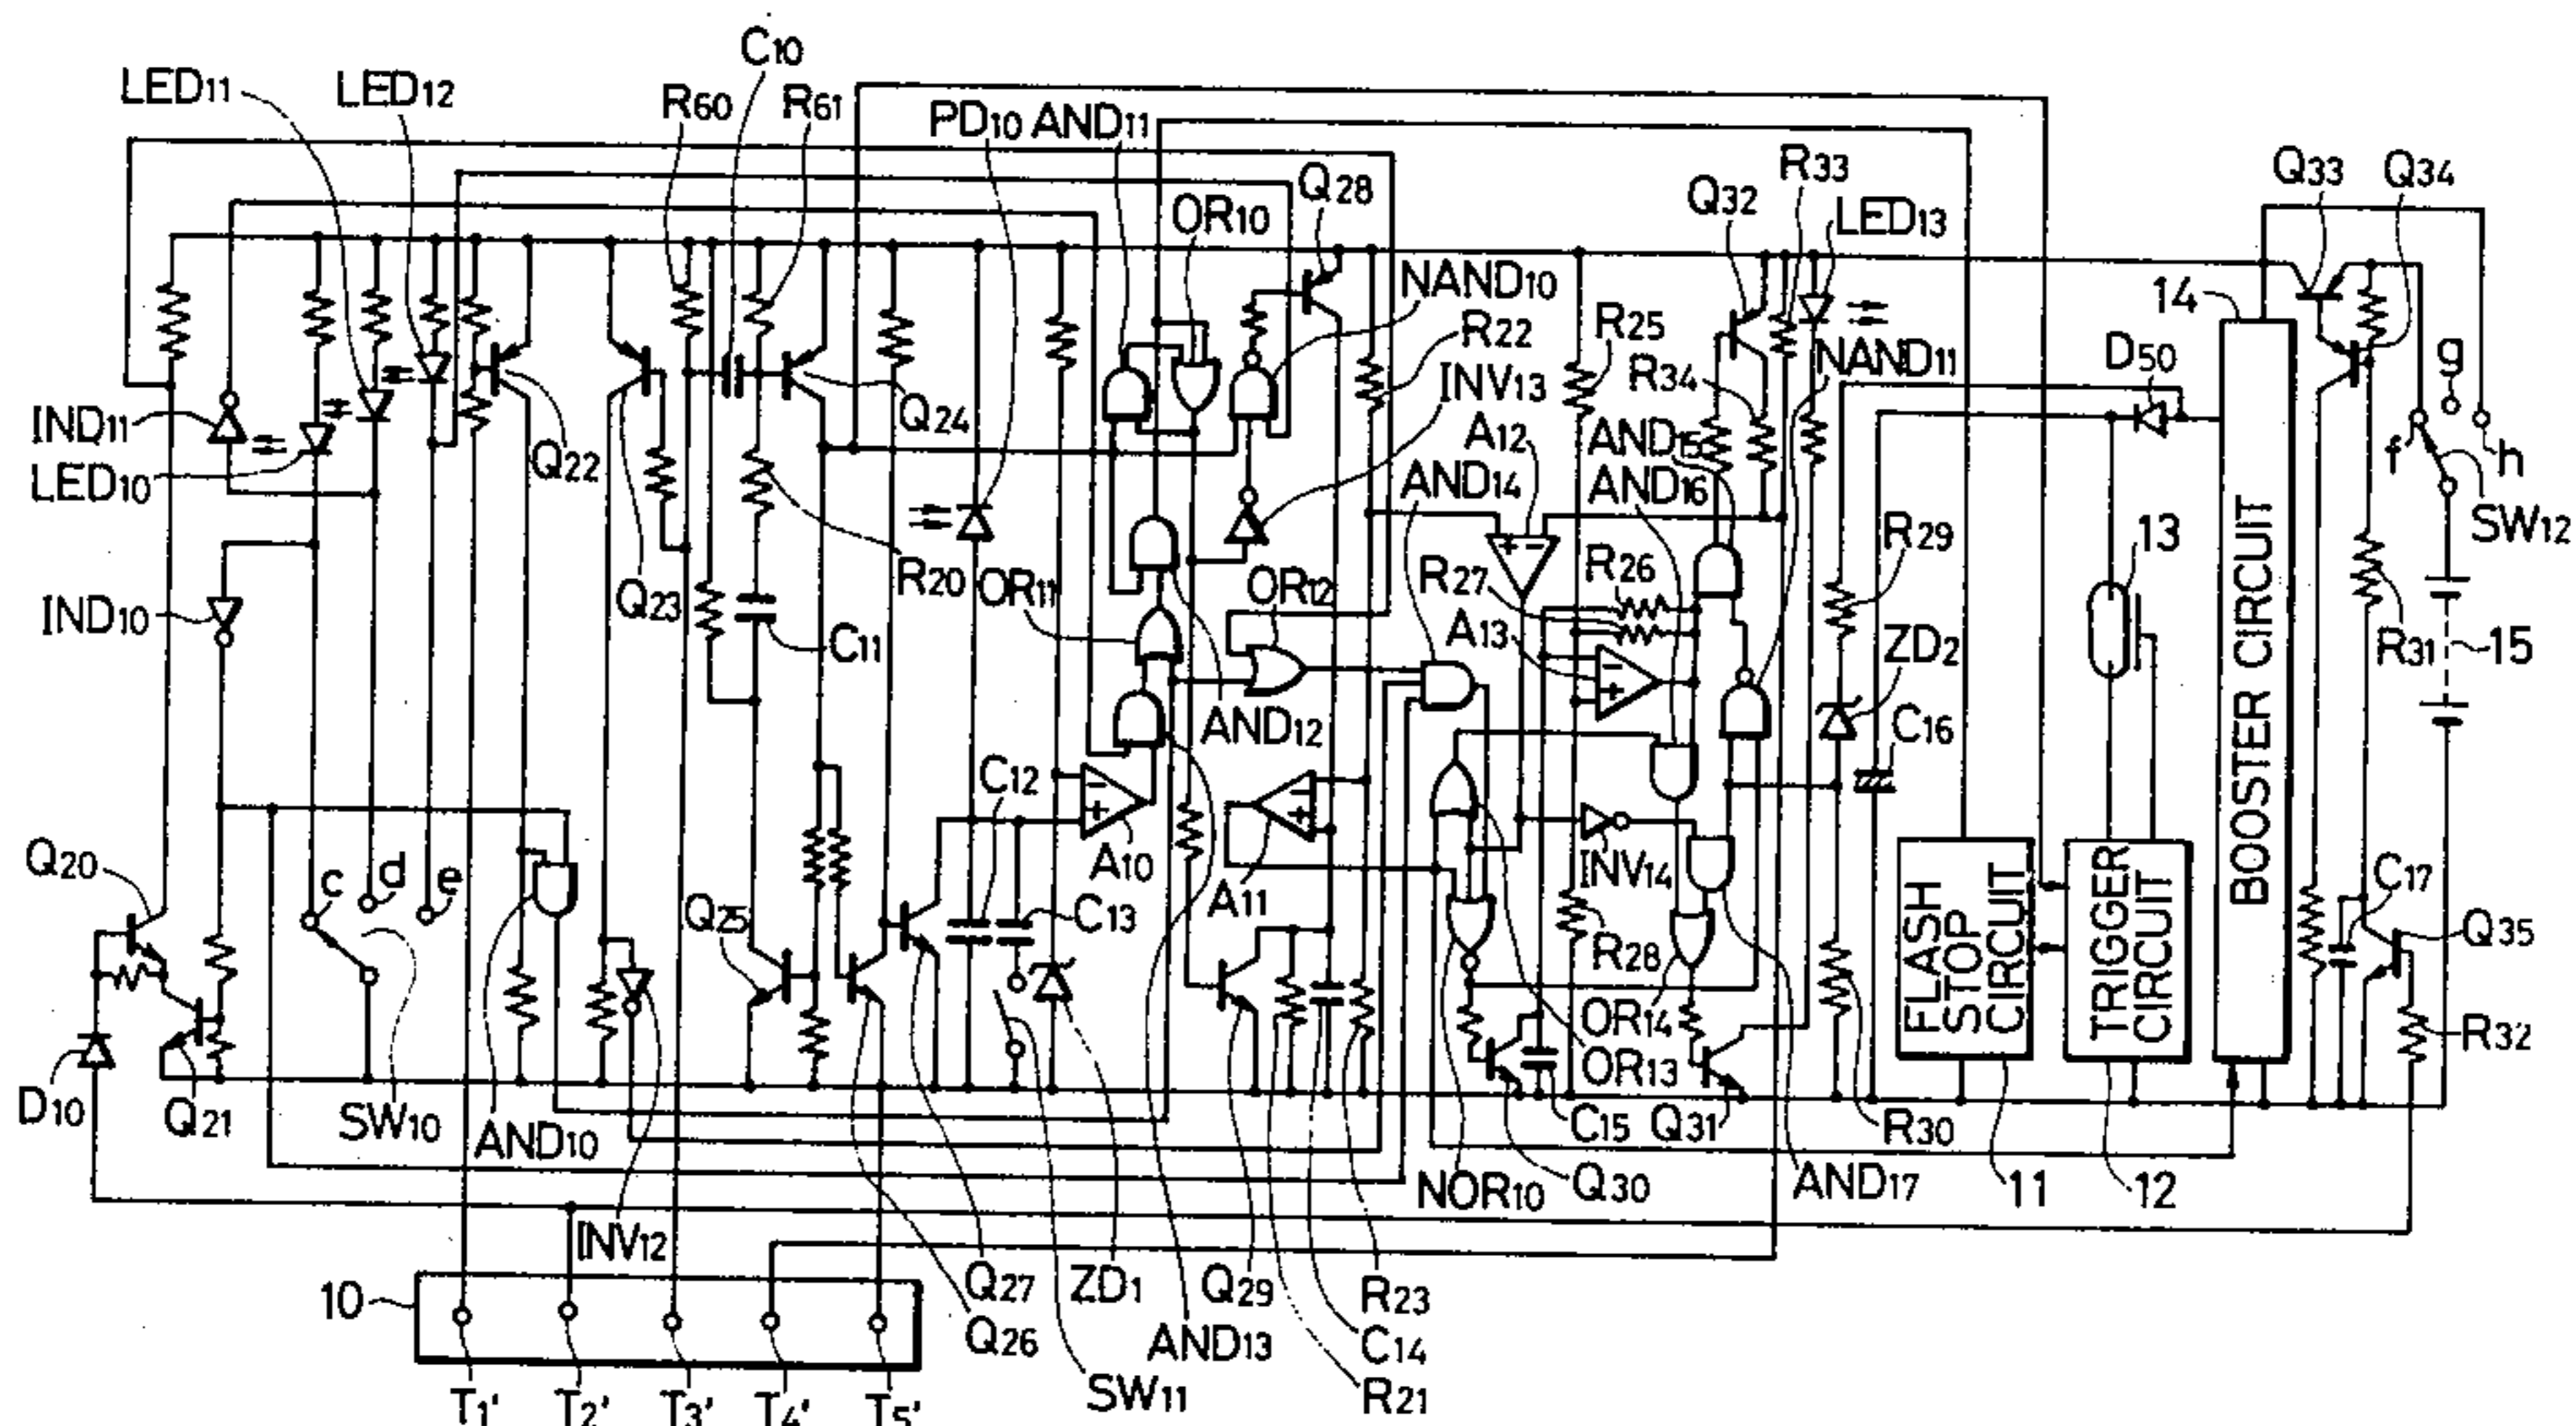 C10
LED11
LED12
R60
R61
PD10 AND11
R33
Q33
Q34
Q28
Q32
OR10
LED13
NAND10
14
R22
R25
NAND11
D50
g
INV13
R34
IND11
Q24
A12
AND15
f
h
LED10
Q22
AND14
AND16
SW12
13
R29
R20
OR11
OR12
R27
R26
IND10
Q23
A13
ZD2
R31
15
C11
AND12
C16
BOOSTER CIRCUIT
C12
A10
INV14
Q20
c
d
e
A11
C17
Q25
C13
R28
FLASH STOP CIRCUIT
TRIGGER CIRCUIT
Q35
OR14
R32
D10
Q21
SW10
OR13
AND10
C15
Q31
R30
NOR10
Q30
AND17
11
12
INV12
10
Q27
ZD1
Q29
R23
Q26
AND13
C14
SW11
R21
T1'
T2'
T3'
T4'
T5'